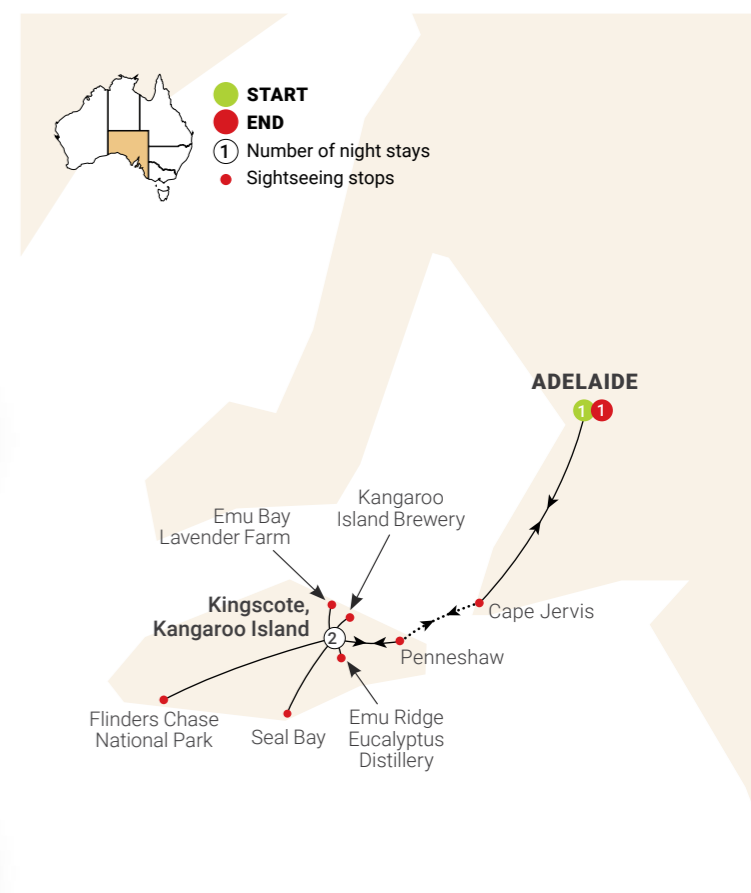 START
END
1 Number of night stays
Sightseeing stops
ADELAIDE
1 1
Kangaroo
Island Brewery
Emu Bay
Lavender Farm
Kingscote,
Kangaroo Island
2
Cape Jervis
Penneshaw
Flinders Chase
National Park
Seal Bay
Emu Ridge
Eucalyptus
Distillery